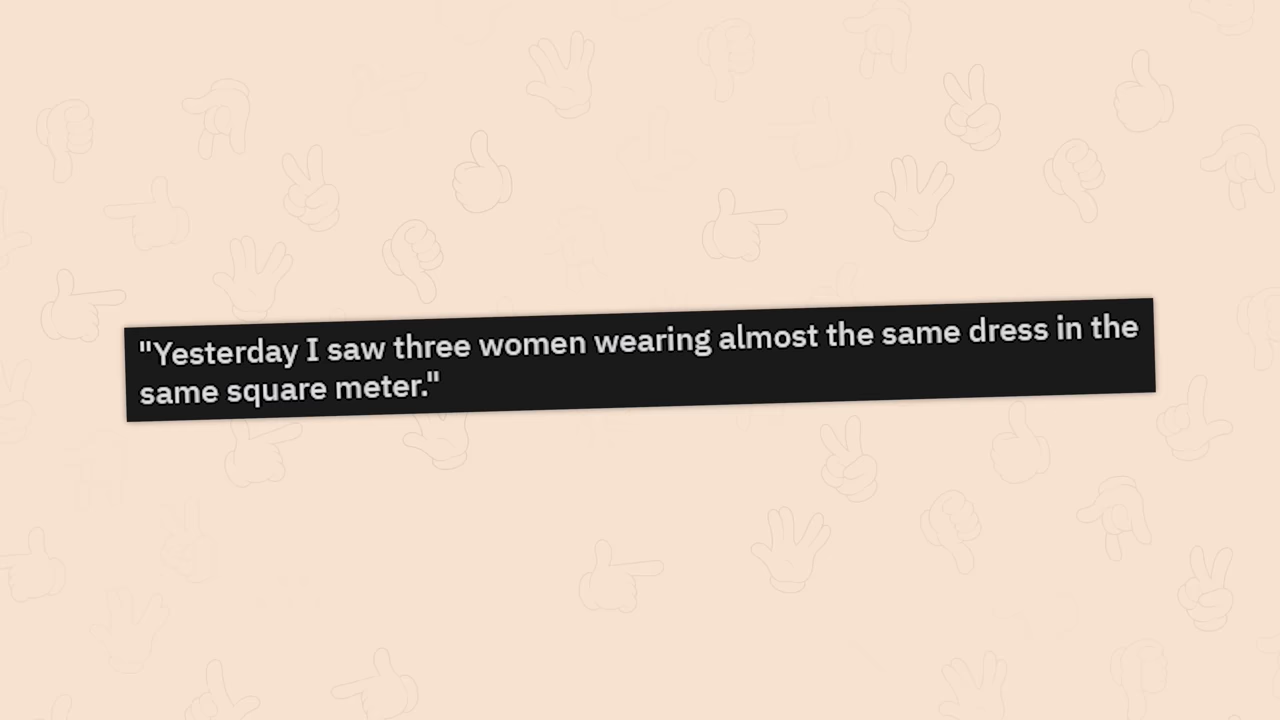 "Yesterday I saw three women wearing almost the same dress in the
same square meter."